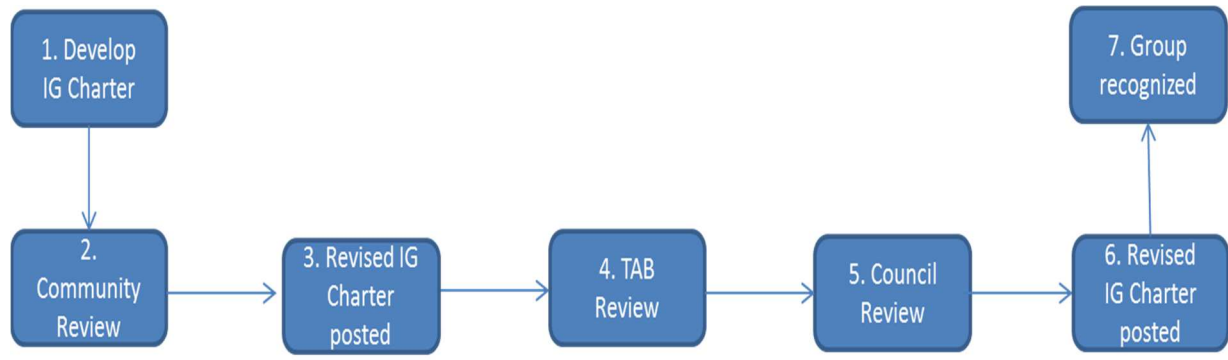 1. Develop
IG Charter
2.
Community
Review
3. Revised IG
Charter
posted
4. TAB
Review
5. Council
Review
6. Revised
IG Charter
posted
7. Group
recognized